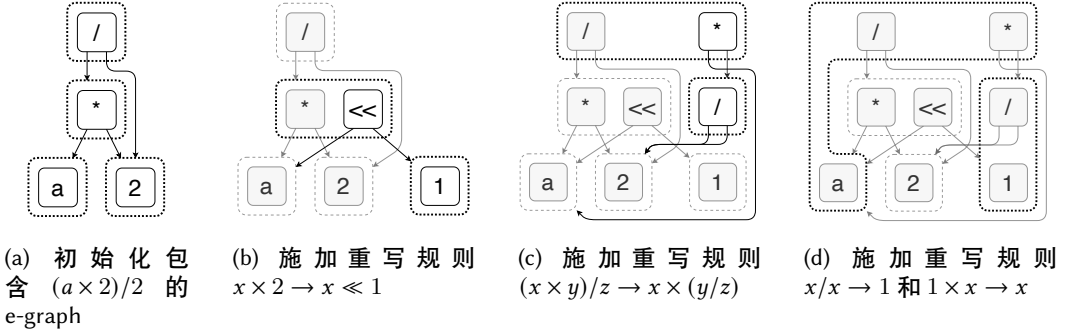 /
*
a
2
/
*
<<
a
2
1
/
*
*
<<
/
a
2
1
/
*
*
<<
/
a
2
1
(a) 初始化包
含 (a × 2)/2 的
e-graph
(b) 施加重写规则
x × 2 → x ≪ 1
(c) 施加重写规则
(x × y)/z → x × (y/z)
(d) 施加重写规则
x/x → 1 和 1 × x → x